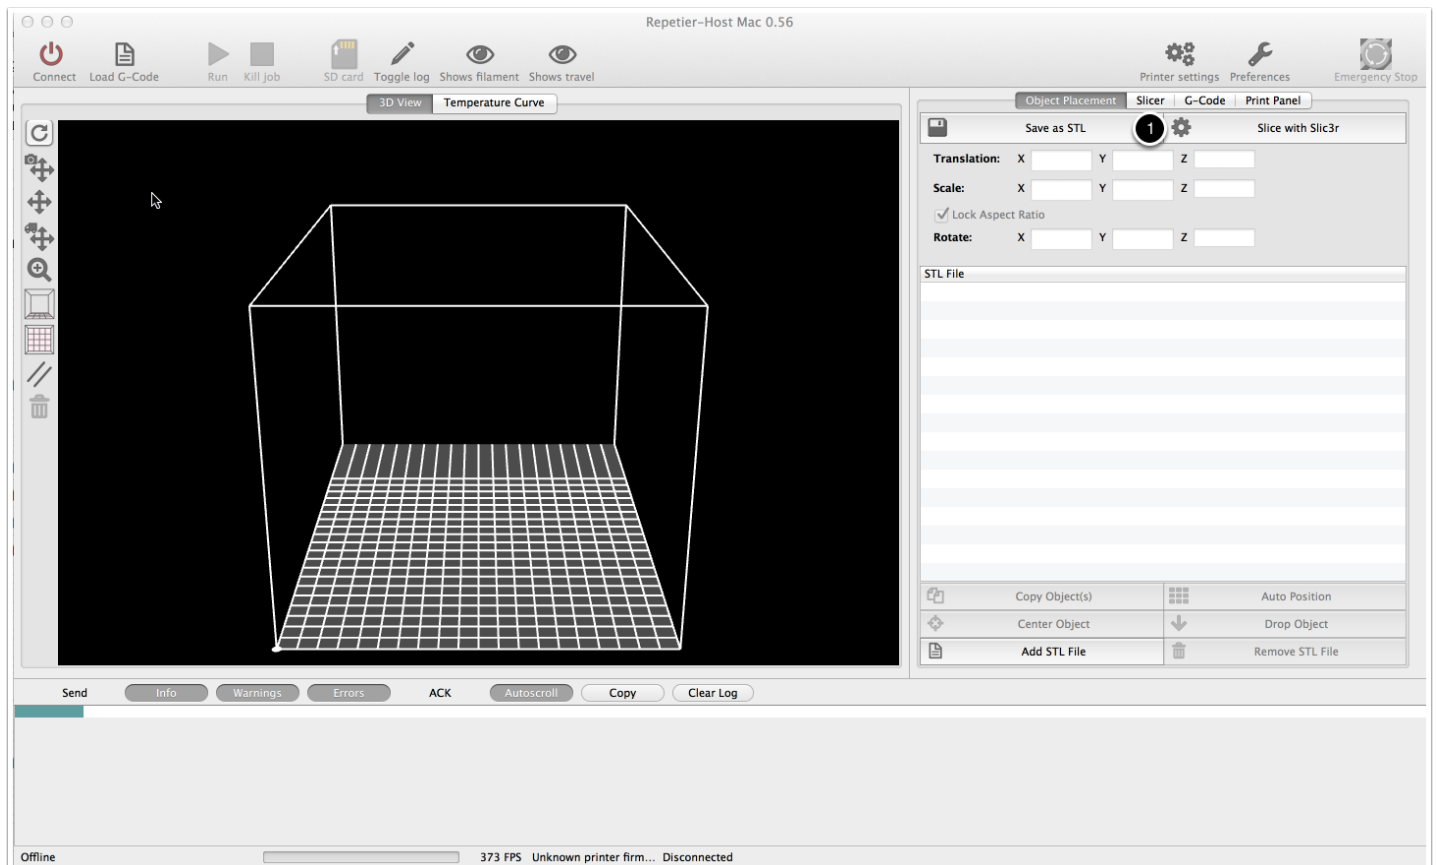 Repetier-Host Mac 0.56
Connect Load G-Code Run Kill job SD card Toggle log Shows filament Shows travel Printer settings Preferences Emergency Stop
3D View Temperature Curve
Object Placement Slicer G-Code Print Panel
Save as STL 1 Slice with Slic3r
Translation: X Y Z
Scale: X Y Z
Lock Aspect Ratio
Rotate: X Y Z
STL File
Copy Object(s) Auto Position
Center Object Drop Object
Add STL File Remove STL File
Send Info Warnings Errors ACK Autoscroll Copy Clear Log
Offline 373 FPS Unknown printer firm... Disconnected